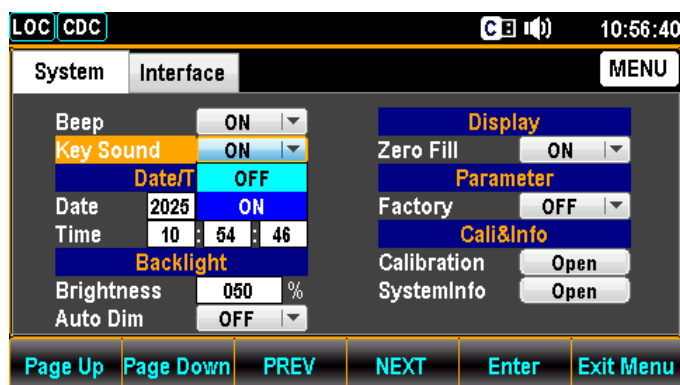 LOC CDC C 10:56:40
System Interface MENU
Beep ON
Key Sound ON
OFF
ON
Date/T
Date 2025
Time 10 : 54 : 46
Backlight
Brightness 050 %
Auto Dim OFF
Display
Zero Fill ON
Parameter
Factory OFF
Cali&Info
Calibration Open
SystemInfo Open
Page Up Page Down PREV NEXT Enter Exit Menu